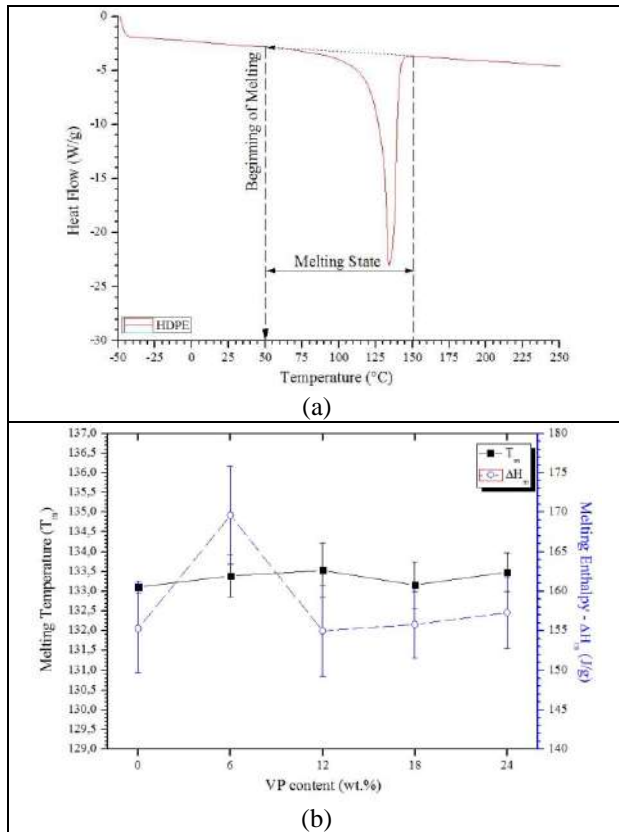 0
-5
-10
-15
-20
-25
-30
Heat Flow (W/g)
Beginning of Melting
Melting State
HDPE
-50 -25 0 25 50 75 100 125 150 175 200 225 250
Temperature (°C)
(a)
137,0
136,5
136,0
135,5
135,0
134,5
134,0
133,5
133,0
132,5
132,0
131,5
131,0
130,5
130,0
129,5
129,0
Melting Temperature (Tm)
Tm
ΔHm
180
175
170
165
160
155
150
145
140
Melting Enthalpy - ΔHm (J/g)
0 6 12 18 24
VP content (wt.%)
(b)